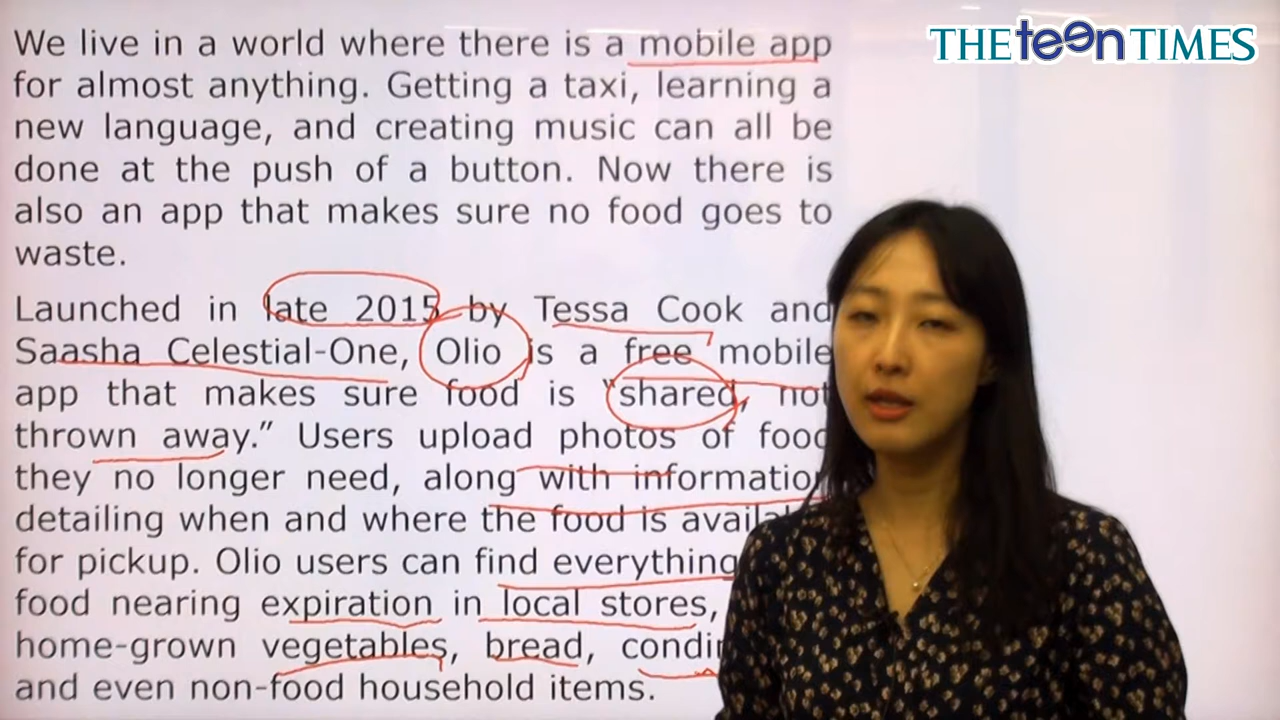 THE teen TIMES
We live in a world where there is a mobile app
for almost anything. Getting a taxi, learning a
new language, and creating music can all be
done at the push of a button. Now there is
also an app that makes sure no food goes to
waste.
Launched in late 2015 by Tessa Cook and
Saasha Celestial-One, Olio is a free mobile
app that makes sure food is “shared, not
thrown away.” Users upload photos of food
they no longer need, along with information
detailing when and where the food is
for pickup. Olio users can find everything
food nearing expiration in local stores,
home-grown vegetables, bread,
and even non-food household items.